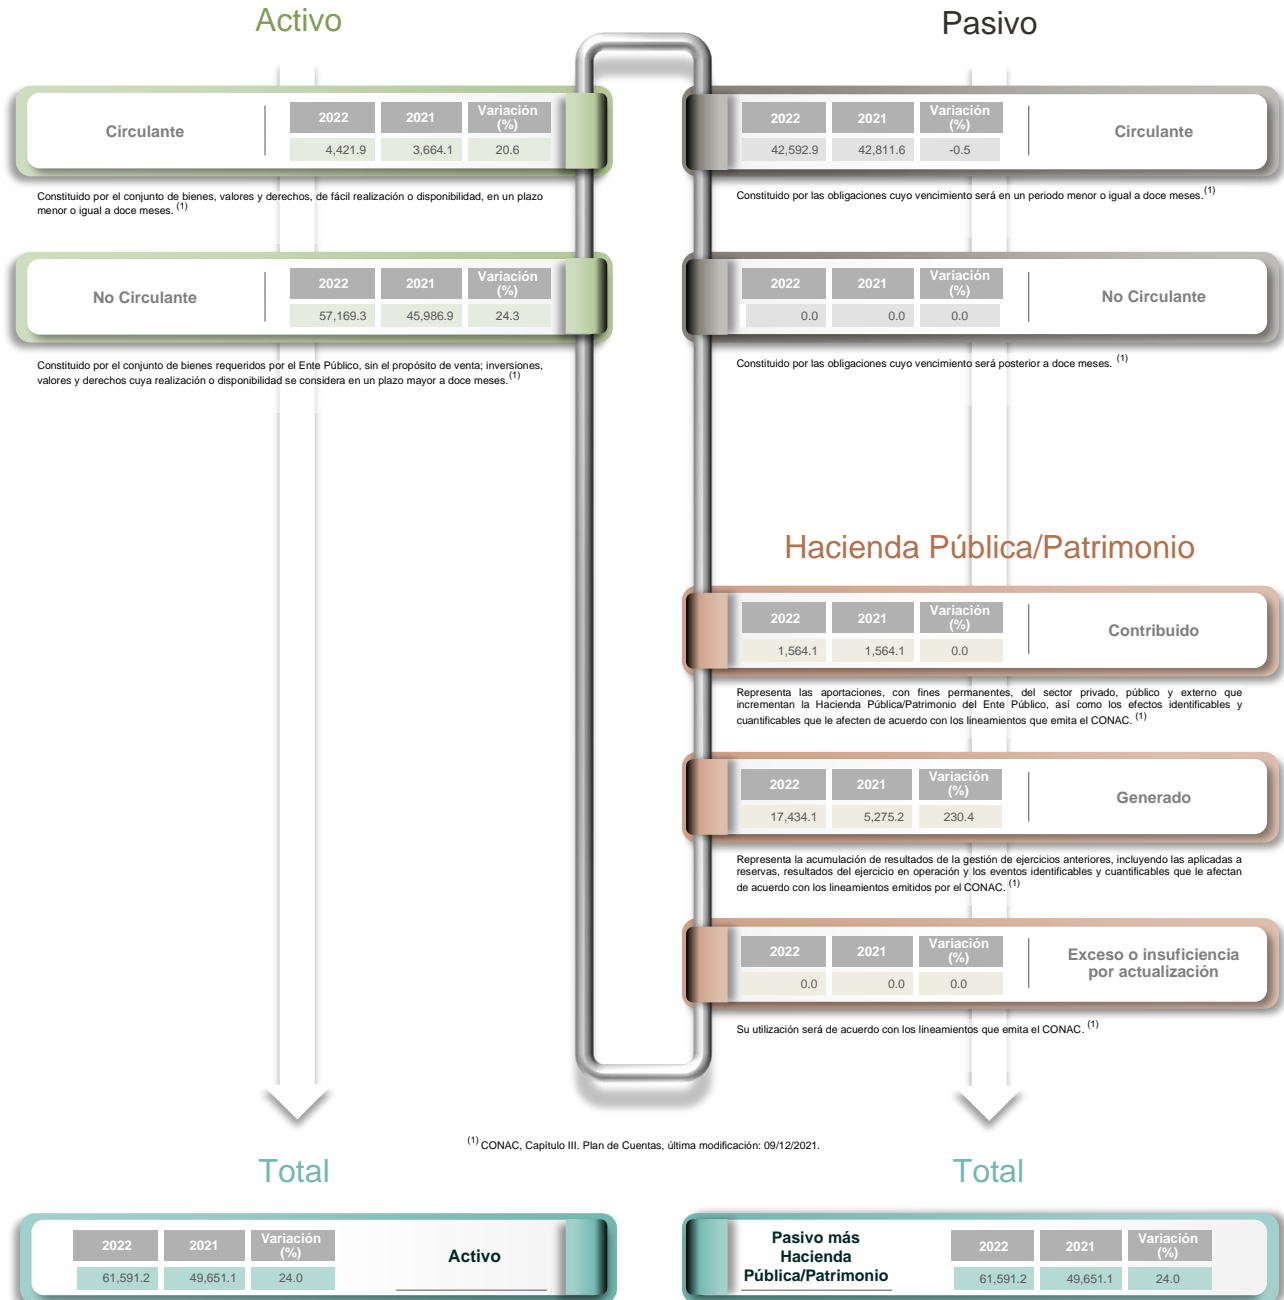 Activo
Circulante
2022 2021 Variación (%)
4,421.9 3,664.1 20.6
Constituido por el conjunto de bienes, valores y derechos, de fácil realización o disponibilidad, en un plazo
menor o igual a doce meses. (1)
No Circulante
2022 2021 Variación (%)
57,169.3 45,986.9 24.3
Constituido por el conjunto de bienes requeridos por el Ente Público, sin el propósito de venta; inversiones,
valores y derechos cuya realización o disponibilidad se considera en un plazo mayor a doce meses. (1)
Pasivo
2022 2021 Variación (%)
42,592.9 42,811.6 -0.5
Circulante
Constituido por las obligaciones cuyo vencimiento será en un periodo menor o igual a doce meses. (1)
2022 2021 Variación (%)
0.0 0.0 0.0
No Circulante
Constituido por las obligaciones cuyo vencimiento será posterior a doce meses. (1)
Hacienda Pública/Patrimonio
2022 2021 Variación (%)
1,564.1 1,564.1 0.0
Contribuido
Representa las aportaciones, con fines permanentes, del sector privado, público y externo que
incrementan la Hacienda Pública/Patrimonio del Ente Público, así como los efectos identificables y
cuantificables que le afecten de acuerdo con los lineamientos que emita el CONAC. (1)
2022 2021 Variación (%)
17,434.1 5,275.2 230.4
Generado
Representa la acumulación de resultados de la gestión de ejercicios anteriores, incluyendo las aplicadas a
reservas, resultados del ejercicio en operación y los eventos identificables y cuantificables que le afectan
de acuerdo con los lineamientos emitidos por el CONAC. (1)
2022 2021 Variación (%)
0.0 0.0 0.0
Exceso o insuficiencia
por actualización
Su utilización será de acuerdo con los lineamientos que emita el CONAC. (1)
(1) CONAC, Capítulo III. Plan de Cuentas, última modificación: 09/12/2021.
Total
2022 2021 Variación (%)
61,591.2 49,651.1 24.0
Activo
Total
Pasivo más
Hacienda
Pública/Patrimonio
2022 2021 Variación (%)
61,591.2 49,651.1 24.0